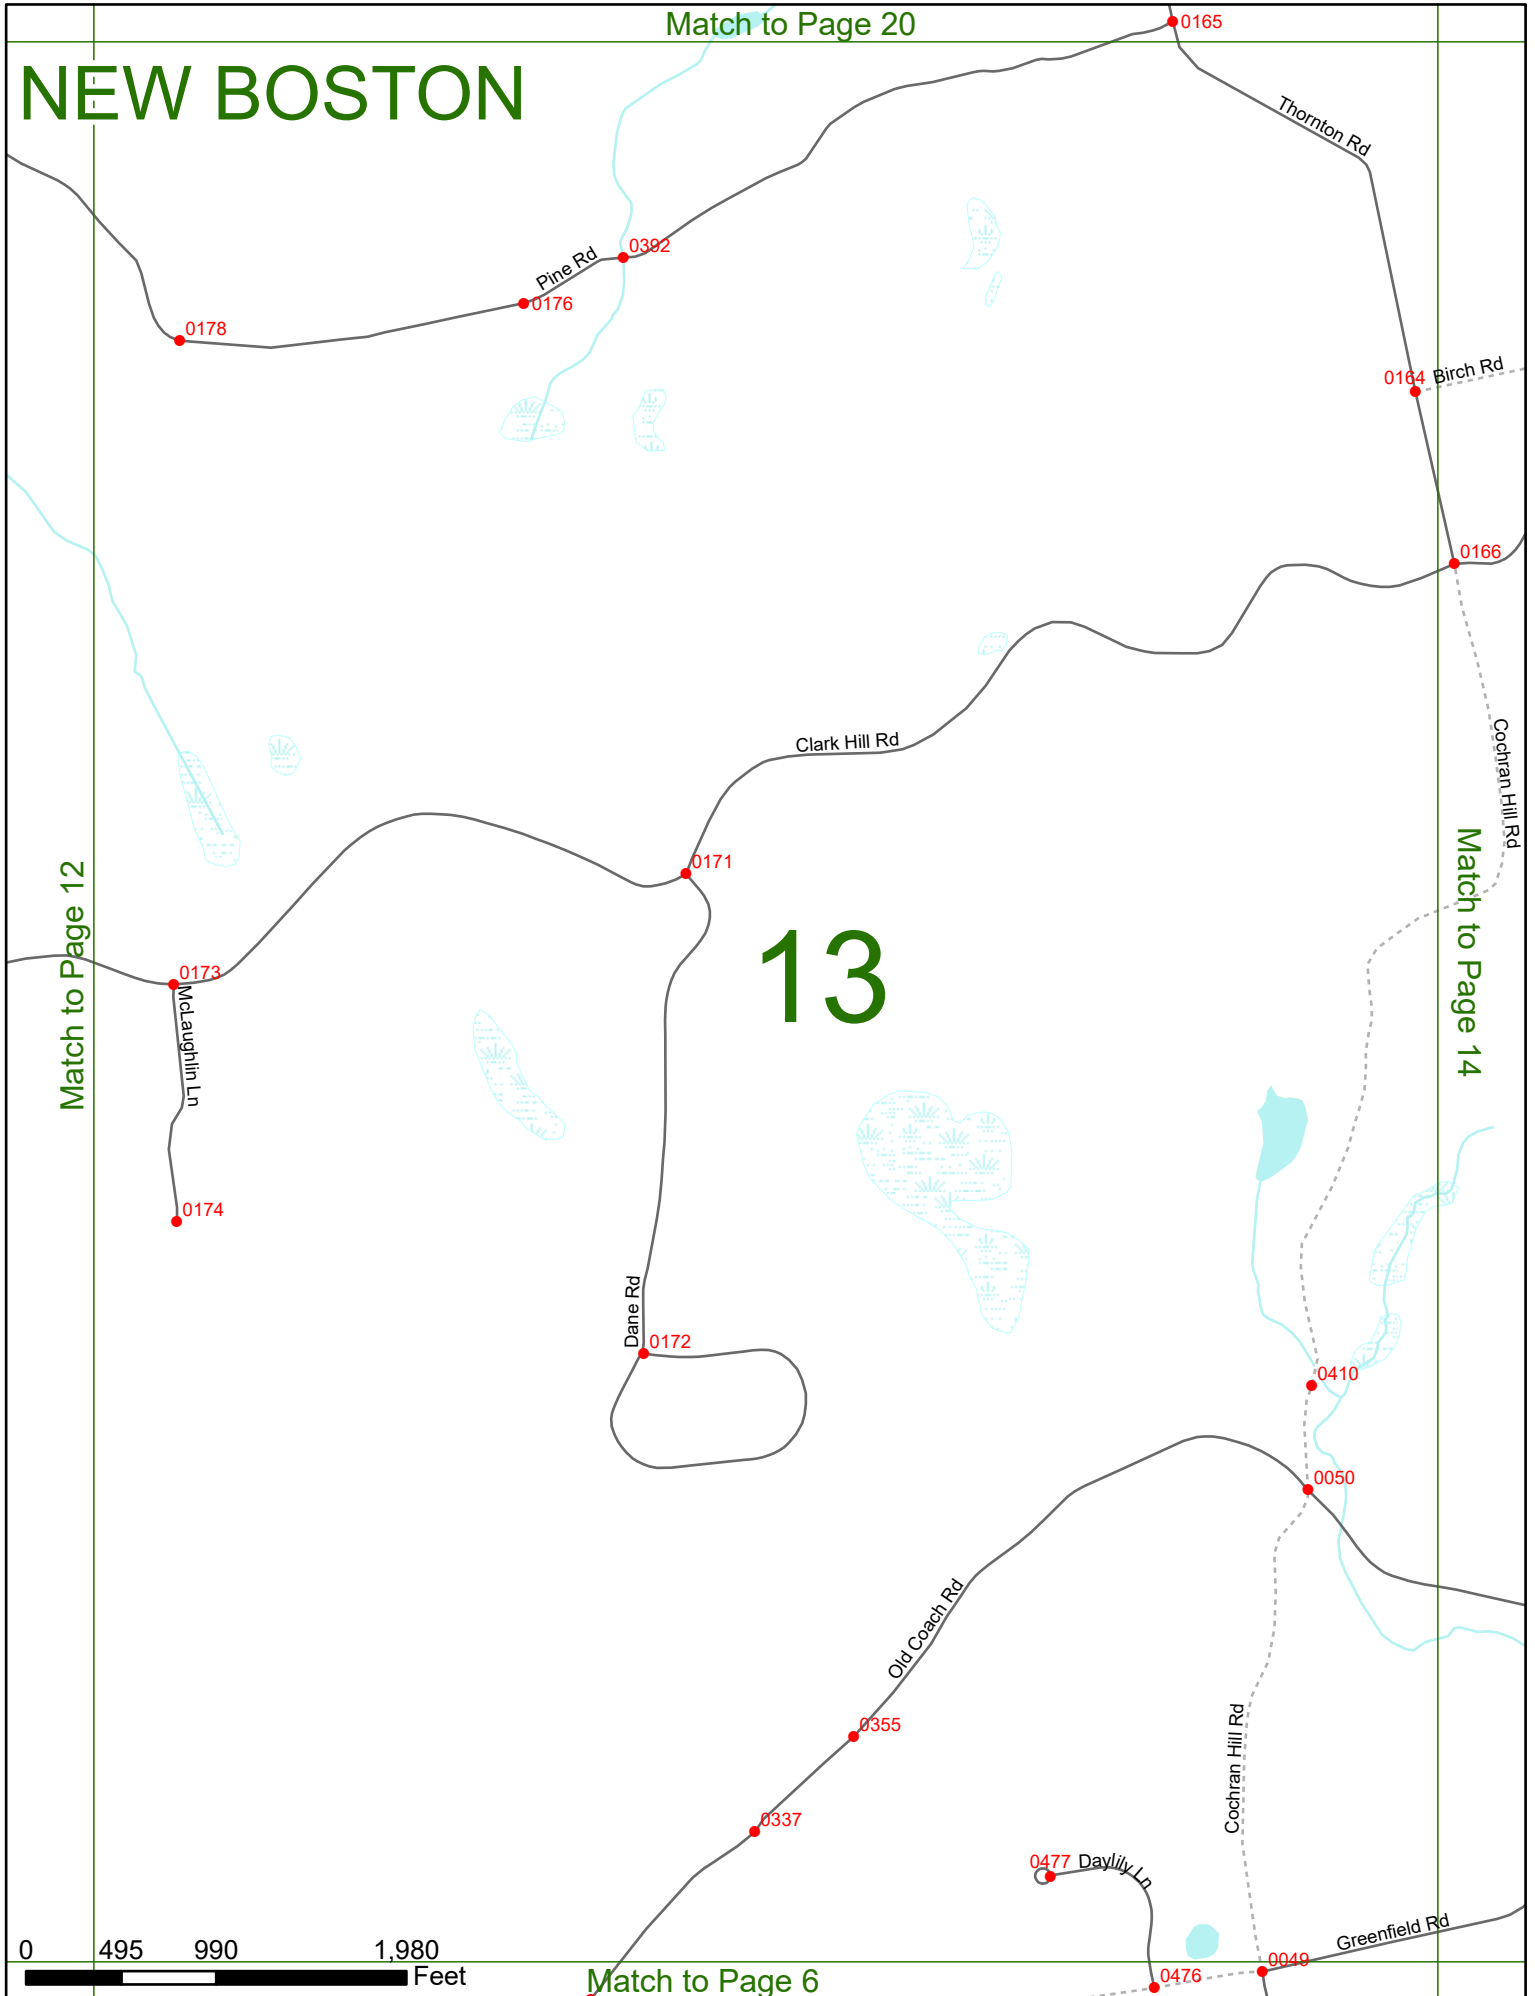 Match to Page 20
0165
NEW BOSTON
Thornton Rd
0392
Pine Rd
0176
0178
0164
Birch Rd
0166
Cochran Hill Rd
Clark Hill Rd
Match to Page 12
Match to Page 14
0171
13
0173
McLaughlin Ln
0174
Dane Rd
0172
0410
0050
Old Coach Rd
0355
Cochran Hill Rd
0337
0477
Daylily Ln
Greenfield Rd
0 495 990 1,980
Feet
0049
0476
Match to Page 6